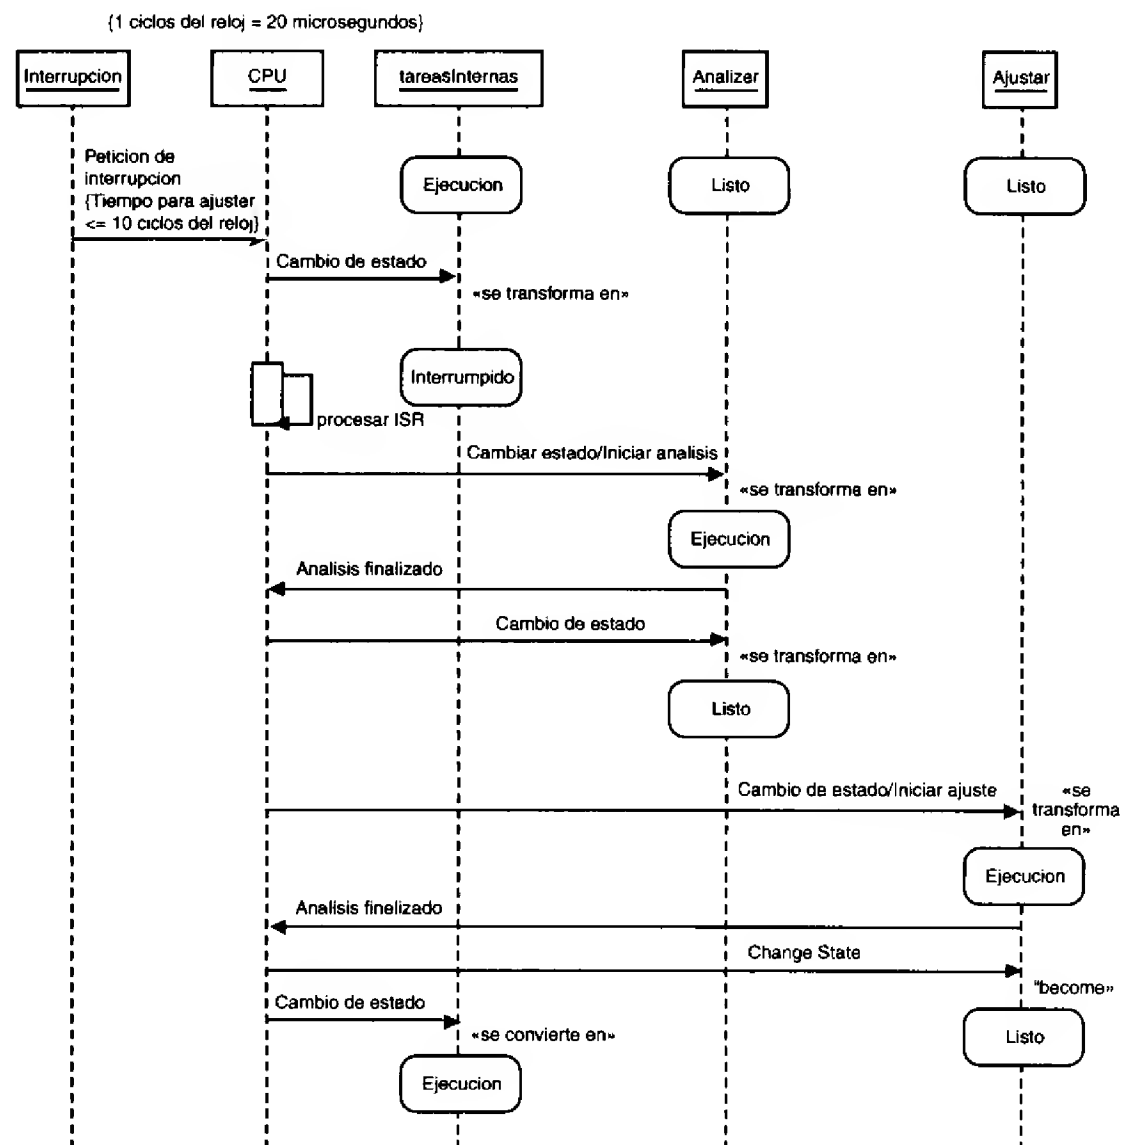 {1 ciclos del reloj = 20 microsegundos}
Interrupcion
CPU
tareasInternas
Analizer
Ajustar
Peticion de
interrupcion
{Tiempo para ajuster
<= 10 ciclos del reloj}
Ejecucion
Listo
Listo
Cambio de estado
«se transforma en»
Interrumpido
procesar ISR
Cambiar estado/Iniciar analisis
«se transforma en»
Ejecucion
Analisis finalizado
Cambio de estado
«se transforma en»
Listo
Cambio de estado/Iniciar ajuste
«se
transforma
en»
Ejecucion
Analisis finelizado
Change State
"become»
Cambio de estado
«se convierte en»
Listo
Ejecucion